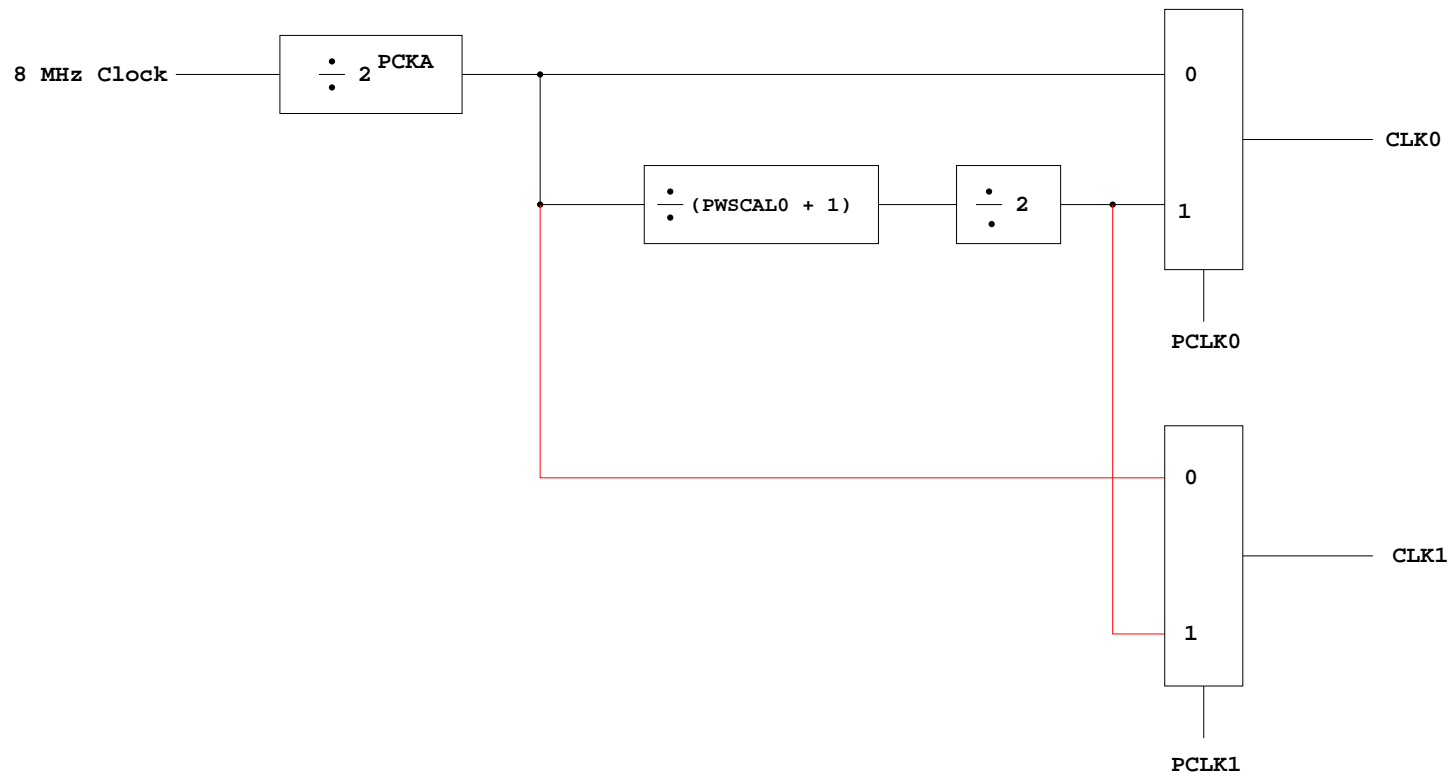 8 MHz Clock
÷ 2^PCKA
0
CLK0
÷ (PWSCAL0 + 1)
÷ 2
1
PCLK0
0
CLK1
1
PCLK1